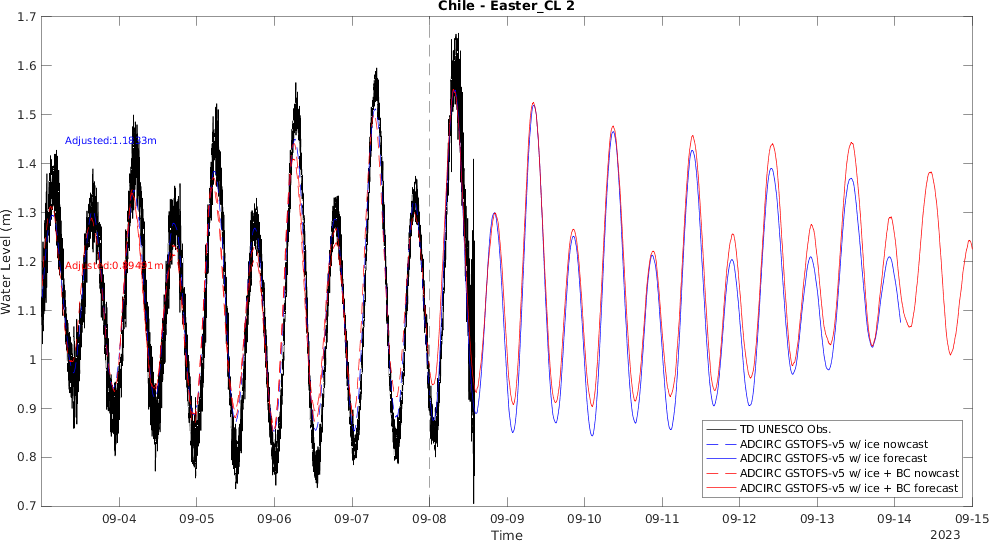 Chile - Easter_CL 2
Water Level (m)
1.7
1.6
1.5
1.4
1.3
1.2
1.1
1
0.9
0.8
0.7
Adjusted:1.1893m
TD UNESCO Obs.
ADCIRC GSTOFS-v5 w/ ice nowcast
ADCIRC GSTOFS-v5 w/ ice forecast
ADCIRC GSTOFS-v5 w/ ice + BC nowcast
ADCIRC GSTOFS-v5 w/ ice + BC forecast
09-04 09-05 09-06 09-07 09-08 09-09 09-10 09-11 09-12 09-13 09-14 09-15
Time
2023